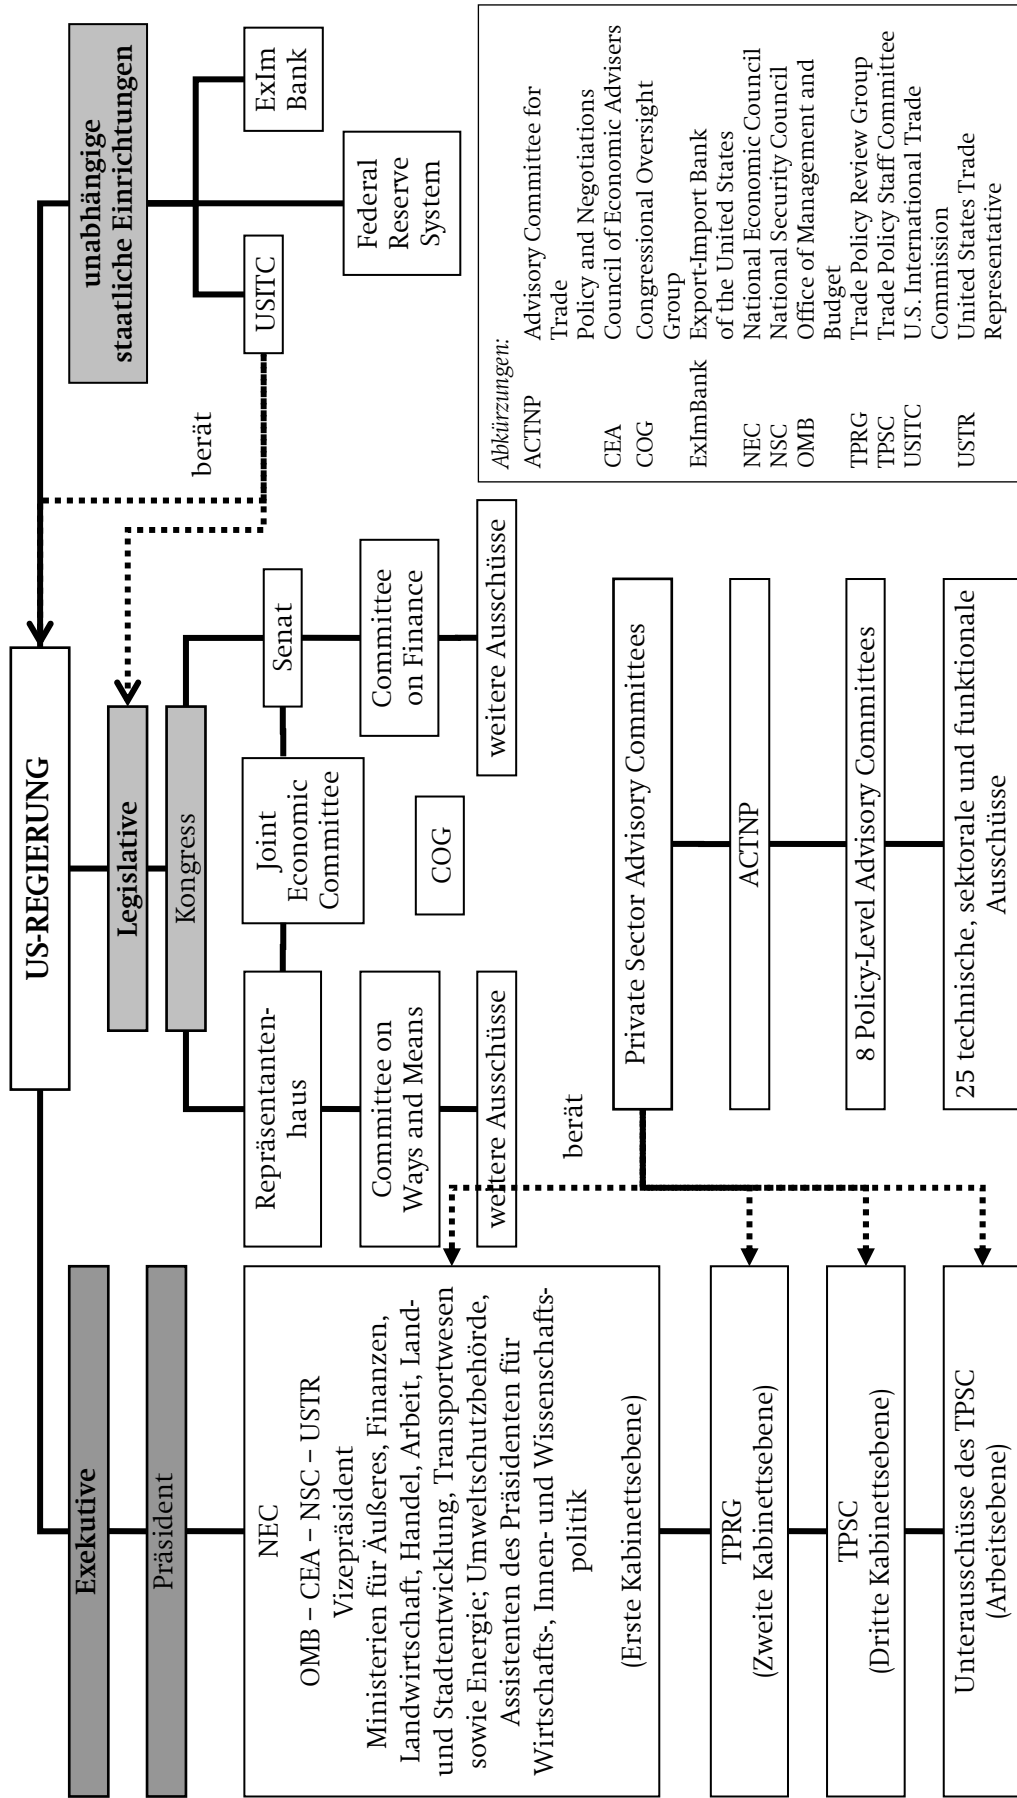 US-REGIERUNG
Exekutive
Präsident
NEC
OMB – CEA – NSC – USTR
Vizepräsident
Ministerien für Äußeres, Finanzen,
Landwirtschaft, Handel, Arbeit, Land-
und Stadtentwicklung, Transportwesen
sowie Energie; Umweltschutzbehörde,
Assistenten des Präsidenten für
Wirtschafts-, Innen- und Wissenschafts-
politik
(Erste Kabinettsebene)
TPRG
(Zweite Kabinettsebene)
TPSC
(Dritte Kabinettsebene)
Unterausschüsse des TPSC
(Arbeitsebene)
Legislative
Kongress
Repräsentanten-
haus
Committee on
Ways and Means
weitere Ausschüsse
Joint
Economic
Committee
COG
Senat
Committee
on Finance
weitere Ausschüsse
berät
Private Sector Advisory Committees
ACTNP
8 Policy-Level Advisory Committees
25 technische, sektorale und funktionale
Ausschüsse
unabhängige
staatliche Einrichtungen
USITC
Federal
Reserve
System
ExIm
Bank
berät
Abkürzungen:
ACTNP Advisory Committee for
Trade
Policy and Negotiations
CEA Council of Economic Advisers
COG Congressional Oversight
Group
ExImBank Export-Import Bank
of the United States
NEC National Economic Council
NSC National Security Council
OMB Office of Management and
Budget
TPRG Trade Policy Review Group
TPSC Trade Policy Staff Committee
USITC U.S. International Trade
Commission
USTR United States Trade
Representative